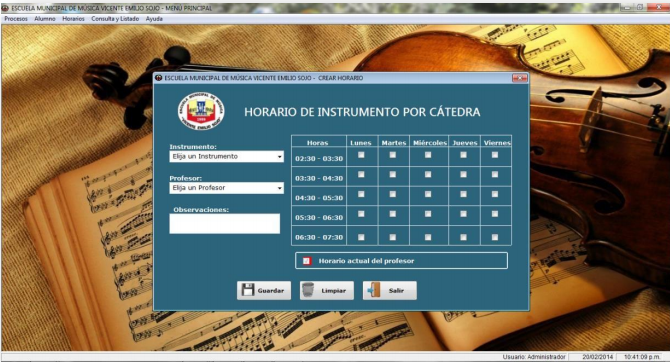 ESCUELA MUNICIPAL DE MÚSICA VICENTE EMILIO SOJO - MENÚ PRINCIPAL
Procesos Alumno Horarios Consulta y Listado Ayuda
ESCUELA MUNICIPAL DE MÚSICA VICENTE EMILIO SOJO - CREAR HORARIO
HORARIO DE INSTRUMENTO POR CÁTEDRA
Instrumento:
Elija un Instrumento
Profesor:
Elija un Profesor
Observaciones:
Horas Lunes Martes Miércoles Jueves Viernes
02:30 - 03:30
03:30 - 04:30
04:30 - 05:30
05:30 - 06:30
06:30 - 07:30
Horario actual del profesor
Guardar Limpiar Salir
Usuario: Administrador 20/02/2014 10:41:09 p.m.